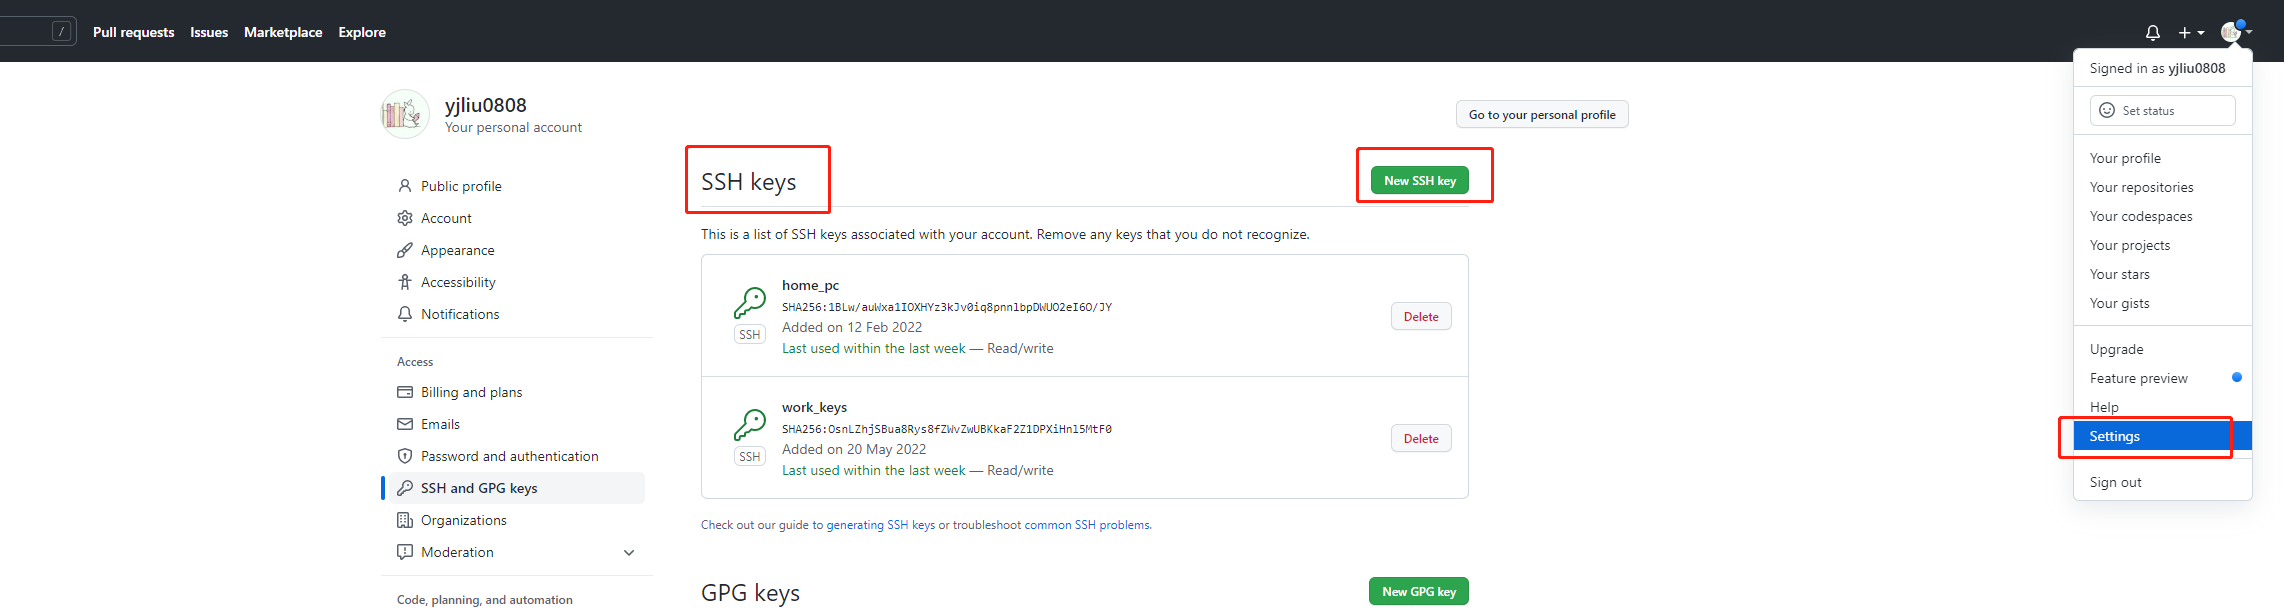 /
Pull requests
Issues
Marketplace
Explore
Signed in as yjliu0808
Set status
Your profile
Your repositories
Your codespaces
Your projects
Your stars
Your gists
Upgrade
Feature preview
Help
Settings
Sign out
yjliu0808
Your personal account
Go to your personal profile
Public profile
Account
Appearance
Accessibility
Notifications
Access
Billing and plans
Emails
Password and authentication
SSH and GPG keys
Organizations
Moderation
Code, planning, and automation
SSH keys
New SSH key
This is a list of SSH keys associated with your account. Remove any keys that you do not recognize.
home_pc
SHA256:1BLw/auWxa1IOXHYz3kJv0iq8pnnlbpDWUO2eI6O/JY
Added on 12 Feb 2022
Last used within the last week — Read/write
SSH
Delete
work_keys
SHA256:OsnLZhjSBua8Rys8fZWvZwUBKkaF2Z1DPXiHnl5MtF0
Added on 20 May 2022
Last used within the last week — Read/write
SSH
Delete
Check out our guide to generating SSH keys or troubleshoot common SSH problems.
GPG keys
New GPG key